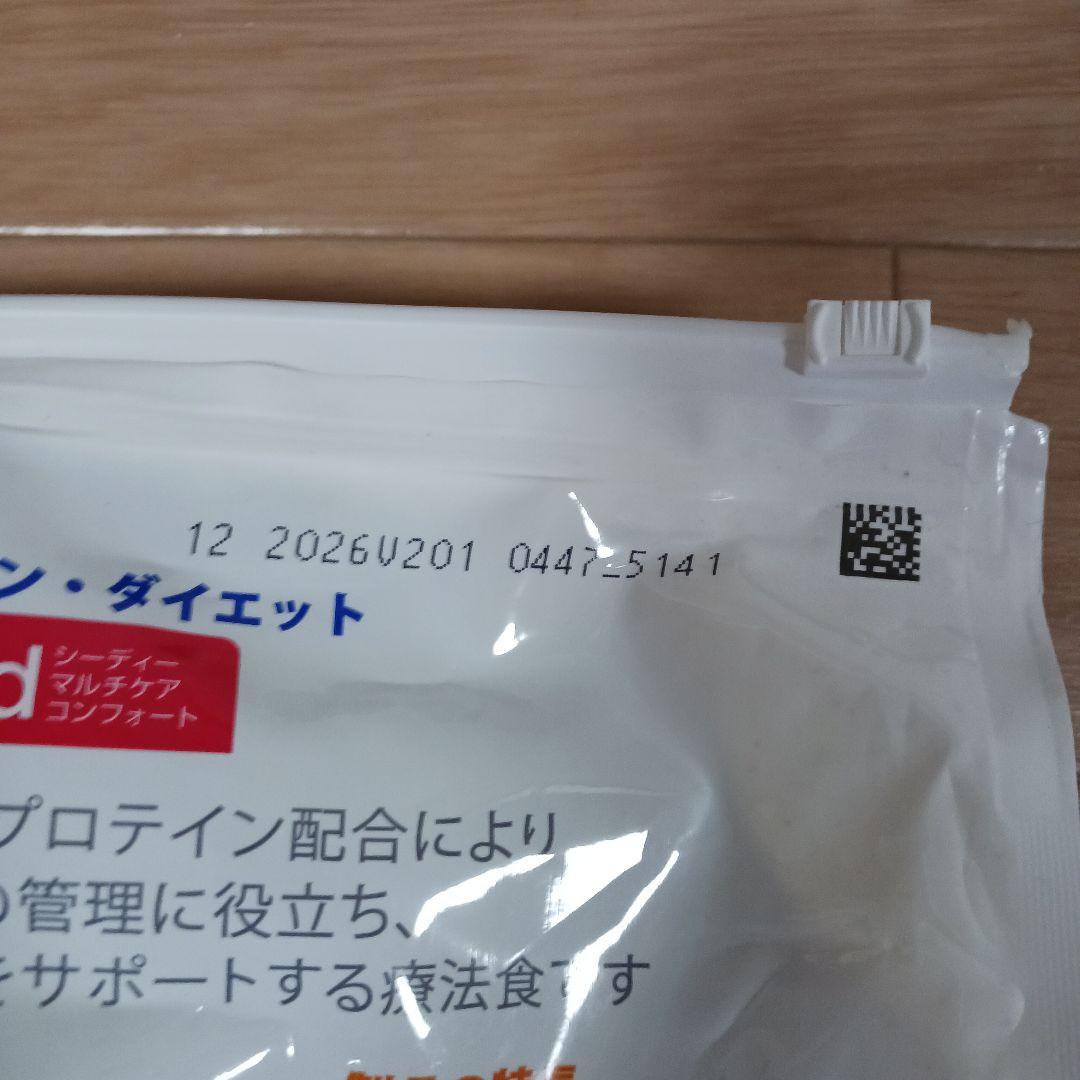 12 2026V201 0447_5141
ン・ダイエット
d シーディー
マルチケア
コンフォート
プロテイン配合により
の管理に役立ち、
をサポートする療法食です